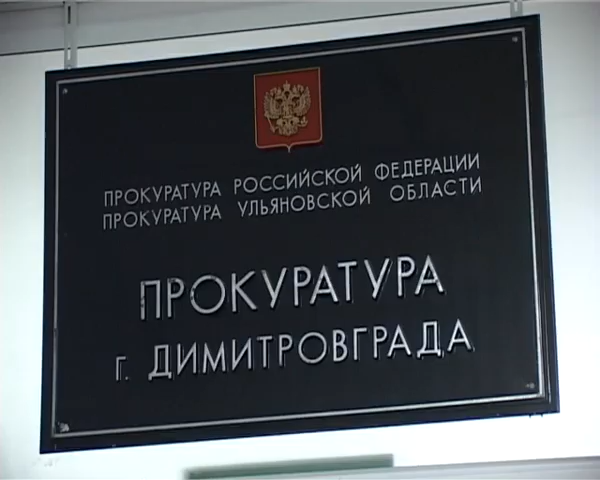 ПРОКУРАТУРА РОССИЙСКОЙ ФЕДЕРАЦИИ
ПРОКУРАТУРА УЛЬЯНОВСКОЙ ОБЛАСТИ
ПРОКУРАТУРА
Г. ДИМИТРОВГРАДА